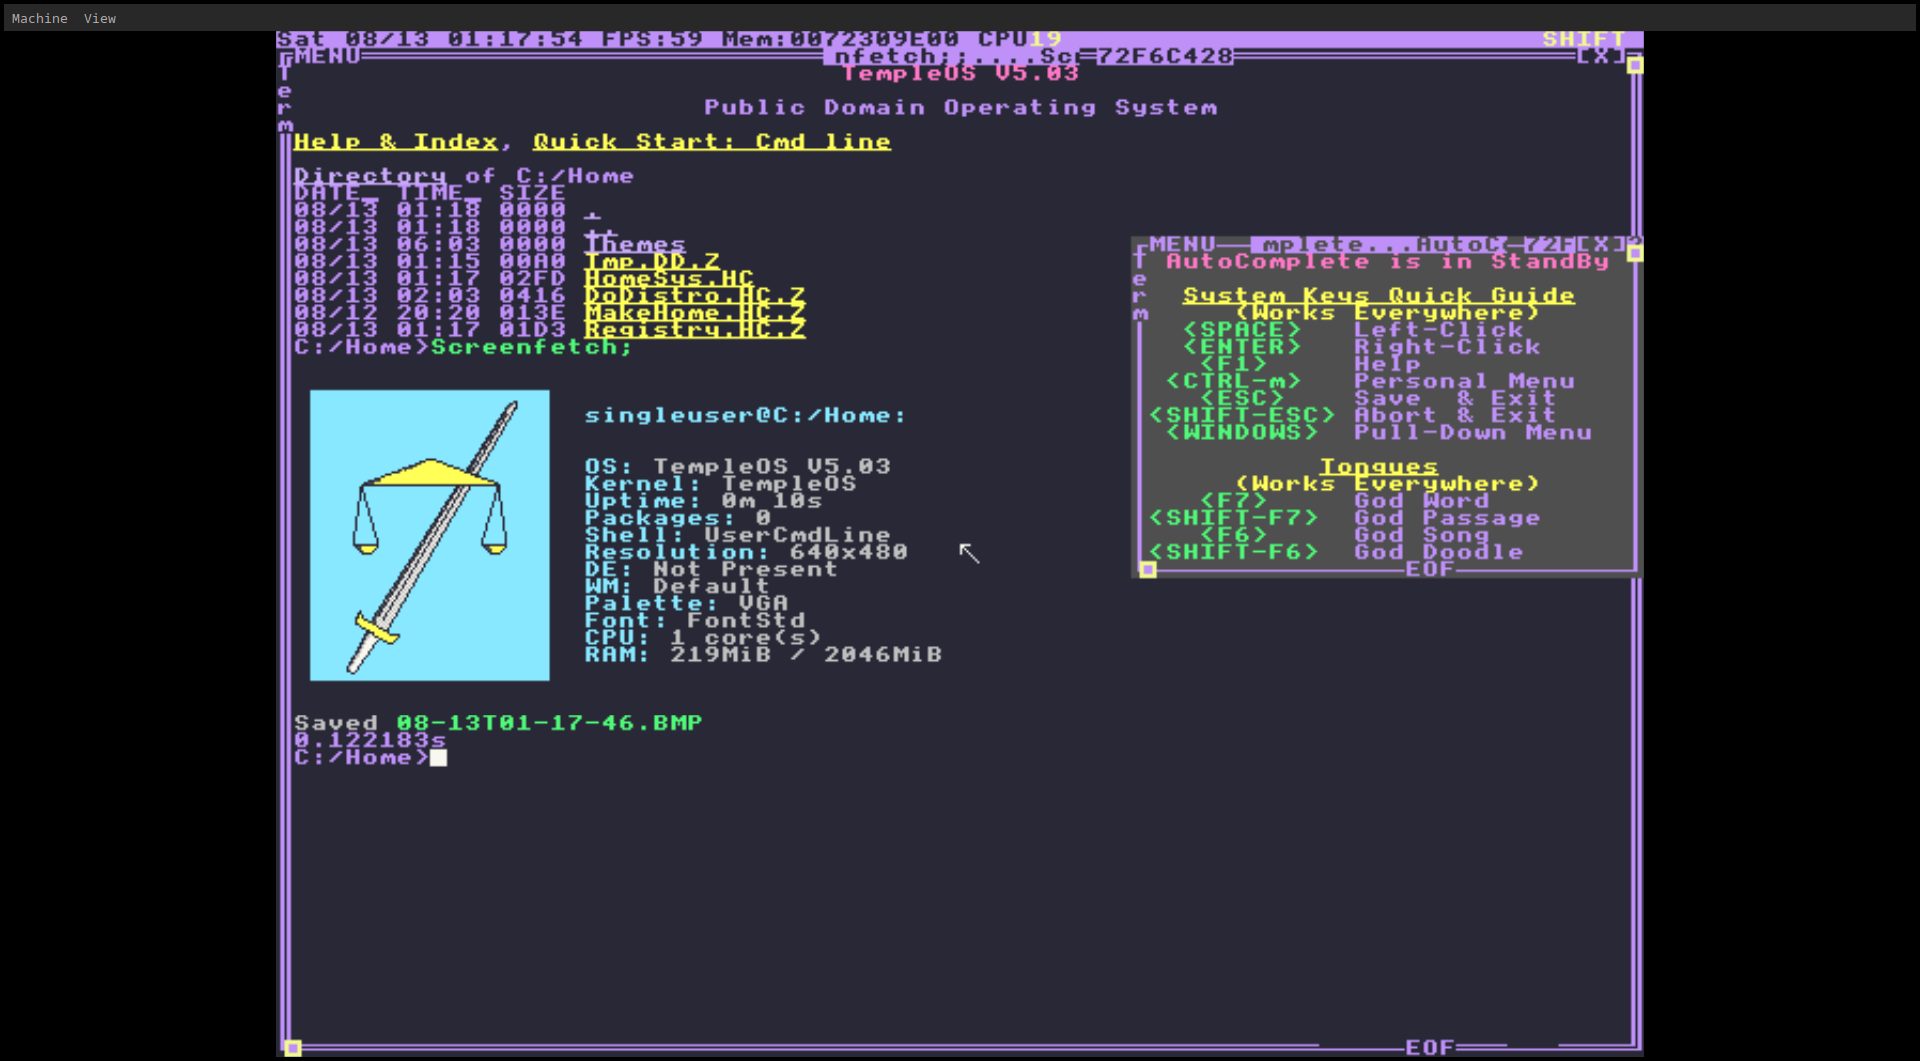 Machine View
Sat 08/13 01:17:54 FPS:59 Mem:0072309E00 CPU19 SHIFT
MENU nfetch;;....Scr 72F6C428 [X]
Term
TempleOS V5.03
Public Domain Operating System
Help & Index, Quick Start: Cmd line
Directory of C:/Home
DATE_ TIME_ SIZE
08/13 01:18 0000 .
08/13 01:18 0000 ..
08/13 06:03 0000 Themes
08/13 01:15 00A0 Tmp.DD.Z
08/13 01:17 02FD HomeSys.HC
08/13 02:03 0416 DoDistro.HC.Z
08/12 20:20 013E MakeHome.HC.Z
08/13 01:17 01D3 Registry.HC.Z
C:/Home>Screenfetch;
singleuser@C:/Home:
OS: TempleOS V5.03
Kernel: TempleOS
Uptime: 0m 10s
Packages: 0
Shell: UserCmdLine
Resolution: 640x480
DE: Not Present
WM: Default
Palette: VGA
Font: FontStd
CPU: 1 core(s)
RAM: 219MiB / 2046MiB
Saved 08-13T01-17-46.BMP
0.122183s
C:/Home>
EOF
MENU mplete...AutoC 72F[X]
Term
AutoComplete is in StandBy
System Keys Quick Guide
(Works Everywhere)
<SPACE> Left-Click
<ENTER> Right-Click
<F1> Help
<CTRL-m> Personal Menu
<ESC> Save & Exit
<SHIFT-ESC> Abort & Exit
<WINDOWS> Pull-Down Menu
Tongues
(Works Everywhere)
<F7> God Word
<SHIFT-F7> God Passage
<F6> God Song
<SHIFT-F6> God Doodle
EOF